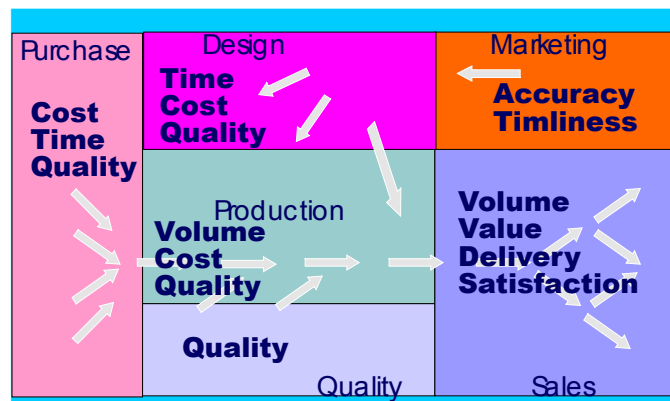 Purchase
Cost
Time
Quality
Design
Time
Cost
Quality
Marketing
Accuracy
Timliness
Production
Volume
Cost
Quality
Quality
Quality
Volume
Value
Delivery
Satisfaction
Sales